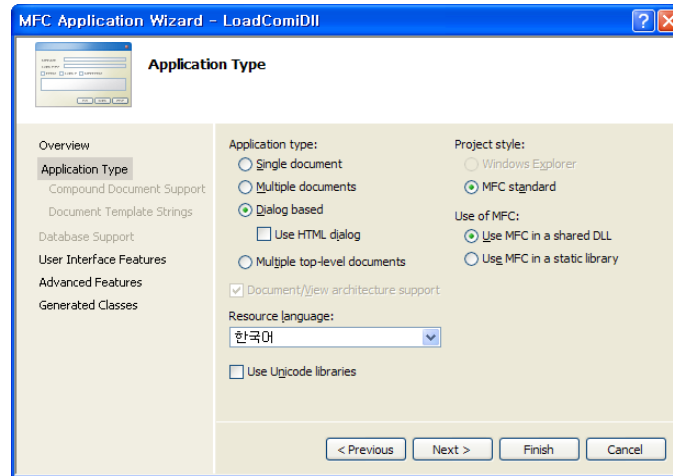 MFC Application Wizard - LoadComiDll
Application Type
Overview
Application Type
Compound Document Support
Document Template Strings
Database Support
User Interface Features
Advanced Features
Generated Classes
Application type:
Single document
Multiple documents
Dialog based
Use HTML dialog
Multiple top-level documents
Document/View architecture support
Resource language:
한국어
Use Unicode libraries
Project style:
Windows Explorer
MFC standard
Use of MFC:
Use MFC in a shared DLL
Use MFC in a static library
< Previous
Next >
Finish
Cancel